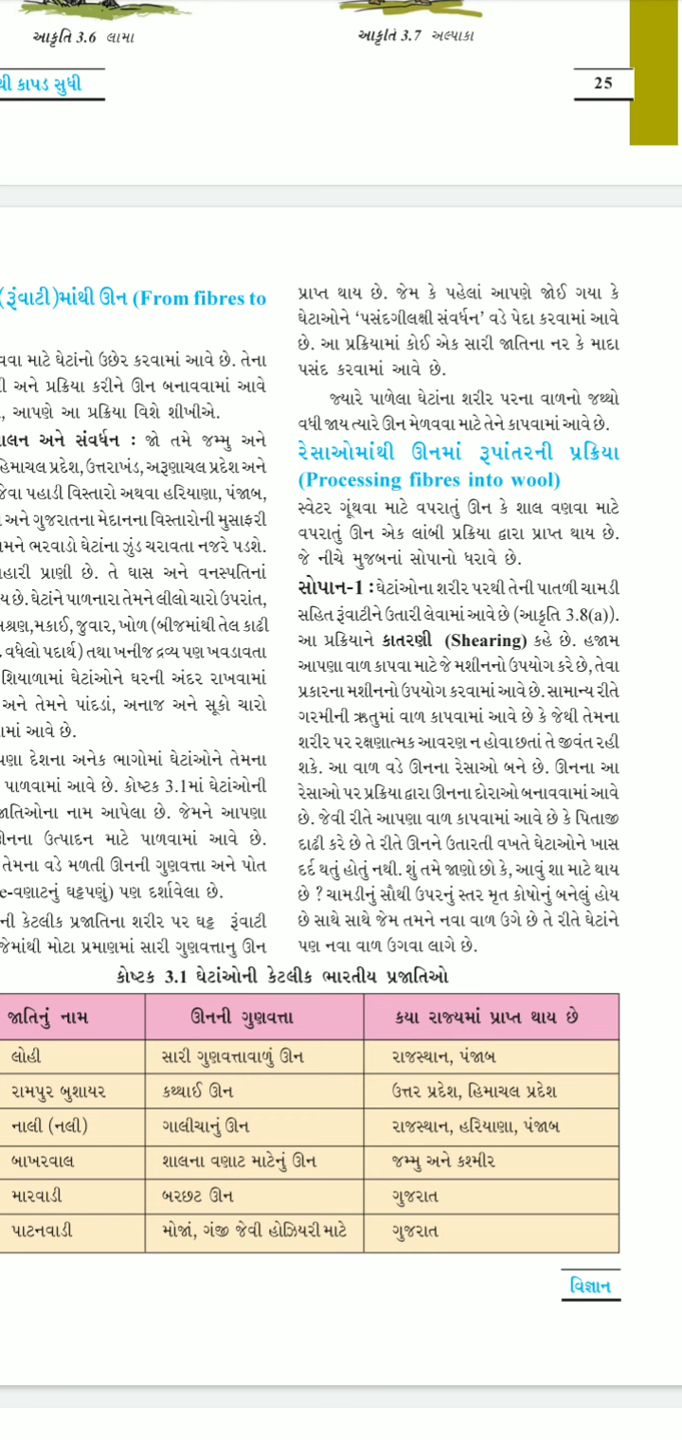 આકૃતિ 3.6 લામા
આકૃતિ 3.7 અલ્પાકા
થી કાપડ સુધી
25
(રૂંવાટી)માંથી ઊન (From fibres to
માટે ઘેટાંનો ઉછેર કરવામાં આવે છે. તેના
અને પ્રક્રિયા કરીને ઊન બનાવવામાં આવે
, આપણે આ પ્રક્રિયા વિશે શીખીએ.
અને સંવર્ધન : જો તમે જમ્મુ અને
હિમાચલ પ્રદેશ, ઉત્તરાખંડ, અરૂણાચલ પ્રદેશ અને
જેવા પહાડી વિસ્તારો અથવા હરિયાણા, પંજાબ,
અને ગુજરાતના મેદાનના વિસ્તારોની મુસાફરી
ભરવાડો ઘેટાંના ઝુંડ ચરાવતા નજરે પડશે.
પ્રાણી છે. તે ઘાસ અને વનસ્પતિનાં
છે. ઘેટાંને પાળનારા તેમને લીલો ચારો ઉપરાંત,
મકાઈ, જુવાર, ખોળ (બીજમાંથી તેલ કાઢી
વધેલો પદાર્થ) તથા ખનીજ દ્રવ્ય પણ ખવડાવતા
શિયાળામાં ઘેટાંઓને ઘરની અંદર રાખવામાં
અને તેમને પાંદડાં, અનાજ અને સૂકો ચારો
આવે છે.
દેશના અનેક ભાગોમાં ઘેટાંઓને તેમના
પાળવામાં આવે છે. કોષ્ટક 3.1માં ઘેટાંઓની
નામ આપેલા છે. જેમને આપણા
ઊનના ઉત્પાદન માટે પાળવામાં આવે છે.
તેમના વડે મળતી ઊનની ગુણવત્તા અને પોત
e-વણાટનું ઘટ્ટપણું) પણ દર્શાવેલા છે.
ની કેટલીક પ્રજાતિના શરીર પર ઘટ્ટ રૂંવાટી
જેમાંથી મોટા પ્રમાણમાં સારી ગુણવત્તાનુ ઊન
પ્રાપ્ત થાય છે. જેમ કે પહેલાં આપણે જોઈ ગયા કે
ઘેટાઓને ‘પસંદગીલક્ષી સંવર્ધન’ વડે પેદા કરવામાં આવે
છે. આ પ્રક્રિયામાં કોઈ એક સારી જાતિના નર કે માદા
પસંદ કરવામાં આવે છે.
જ્યારે પાળેલા ઘેટાંના શરીર પરના વાળનો જથ્થો
વધી જાય ત્યારે ઊન મેળવવા માટે તેને કાપવામાં આવે છે.
રેસાઓમાંથી ઊનમાં રૂપાંતરની પ્રક્રિયા
(Processing fibres into wool)
સ્વેટર ગૂંથવા માટે વપરાતું ઊન કે શાલ વણવા માટે
વપરાતું ઊન એક લાંબી પ્રક્રિયા દ્વારા પ્રાપ્ત થાય છે.
જે નીચે મુજબનાં સોપાનો ધરાવે છે.
સોપાન-1 : ઘેટાંઓના શરીર પરથી તેની પાતળી ચામડી
સહિત રૂંવાટીને ઉતારી લેવામાં આવે છે (આકૃતિ 3.8(a)).
આ પ્રક્રિયાને કાતરણી (Shearing) કહે છે. હજામ
આપણા વાળ કાપવા માટે જે મશીનનો ઉપયોગ કરે છે, તેવા
પ્રકારના મશીનનો ઉપયોગ કરવામાં આવે છે. સામાન્ય રીતે
ગરમીની ઋતુમાં વાળ કાપવામાં આવે છે કે જેથી તેમના
શરીર પર રક્ષણાત્મક આવરણ ન હોવા છતાં તે જીવંત રહી
શકે. આ વાળ વડે ઊનના રેસાઓ બને છે. ઊનના આ
રેસાઓ પર પ્રક્રિયા દ્વારા ઊનના દોરાઓ બનાવવામાં આવે
છે. જેવી રીતે આપણા વાળ કાપવામાં આવે છે કે પિતાજી
દાઢી કરે છે તે રીતે ઊનને ઉતારતી વખતે ઘેટાઓને ખાસ
દર્દ થતું હોતું નથી. શું તમે જાણો છો કે, આવું શા માટે થાય
છે ? ચામડીનું સૌથી ઉપરનું સ્તર મૃત કોષોનું બનેલું હોય
છે સાથે સાથે જેમ તમને નવા વાળ ઉગે છે તે રીતે ઘેટાંને
પણ નવા વાળ ઉગવા લાગે છે.
કોષ્ટક 3.1 ઘેટાંઓની કેટલીક ભારતીય પ્રજાતિઓ
જાતિનું નામ ઊનની ગુણવત્તા કયા રાજ્યમાં પ્રાપ્ત થાય છે
લોહી સારી ગુણવત્તાવાળું ઊન રાજસ્થાન, પંજાબ
રામપુર બુશાયર કથ્થાઈ ઊન ઉત્તર પ્રદેશ, હિમાચલ પ્રદેશ
નાલી (નલી) ગાલીચાનું ઊન રાજસ્થાન, હરિયાણા, પંજાબ
બાખરવાલ શાલના વણાટ માટેનું ઊન જમ્મુ અને કશ્મીર
મારવાડી બરછટ ઊન ગુજરાત
પાટનવાડી મોજાં, ગંજી જેવી હોઝિયરી માટે ગુજરાત
વિજ્ઞાન